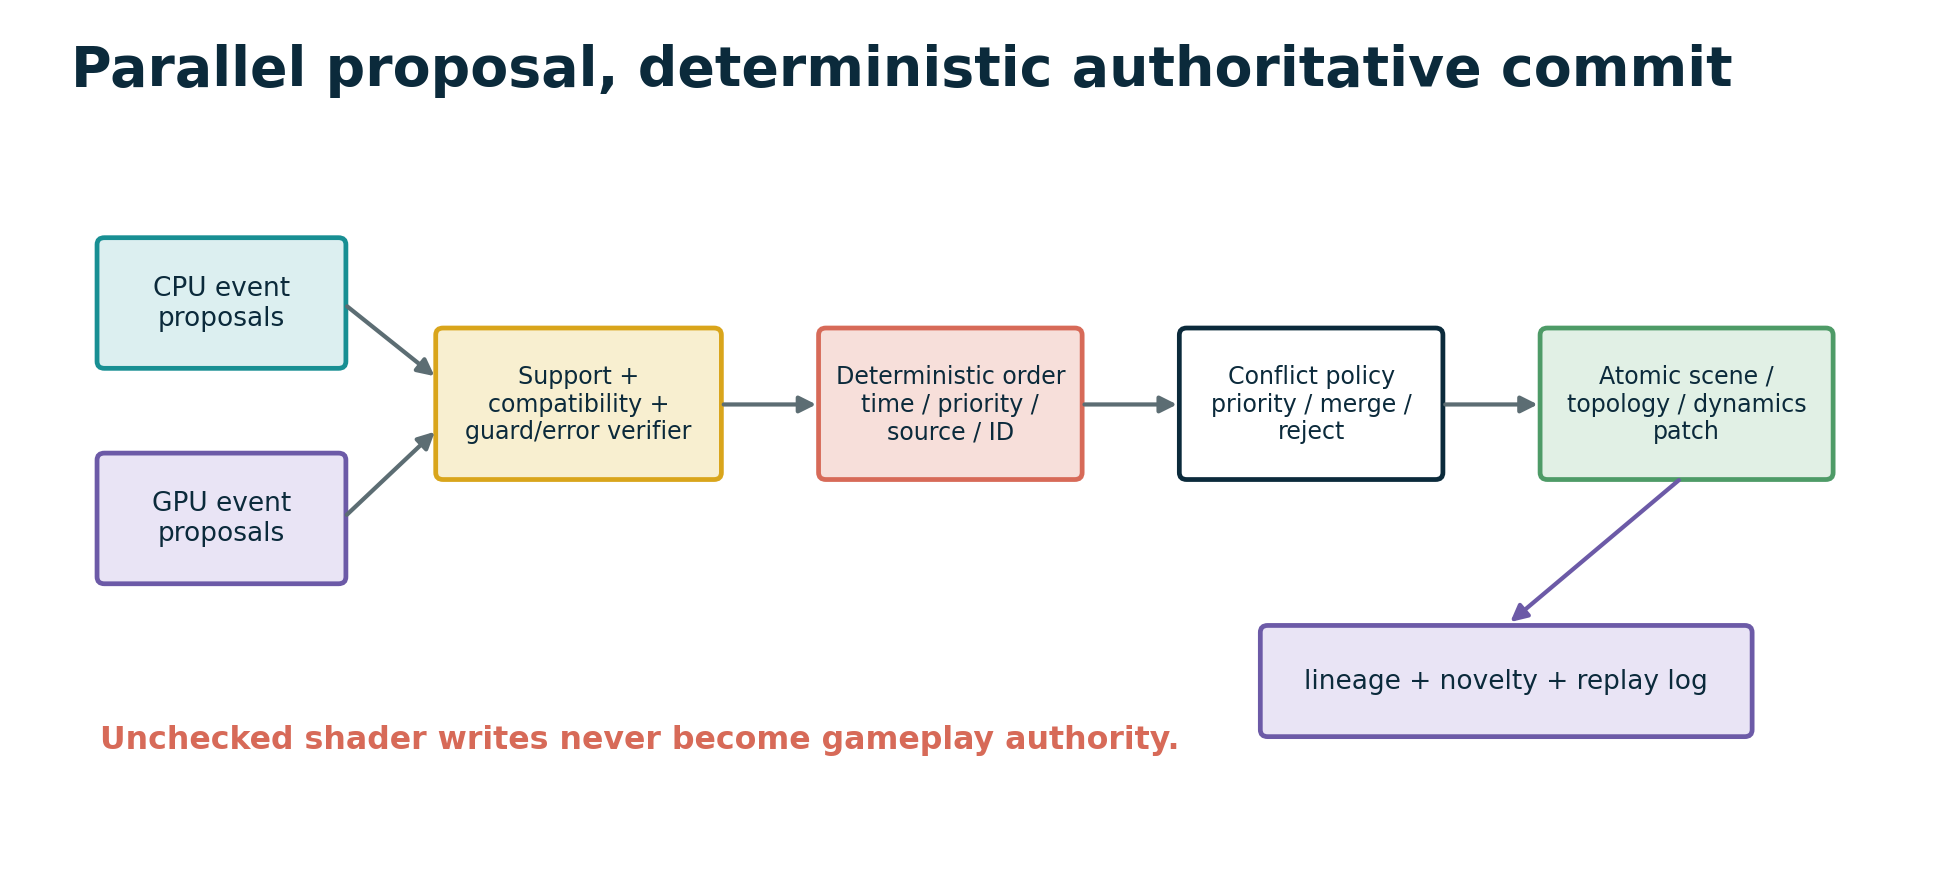 Parallel proposal, deterministic authoritative commit
CPU event
proposals
GPU event
proposals
Support +
compatibility +
guard/error verifier
Deterministic order
time / priority /
source / ID
Conflict policy
priority / merge /
reject
Atomic scene /
topology / dynamics
patch
lineage + novelty + replay log
Unchecked shader writes never become gameplay authority.